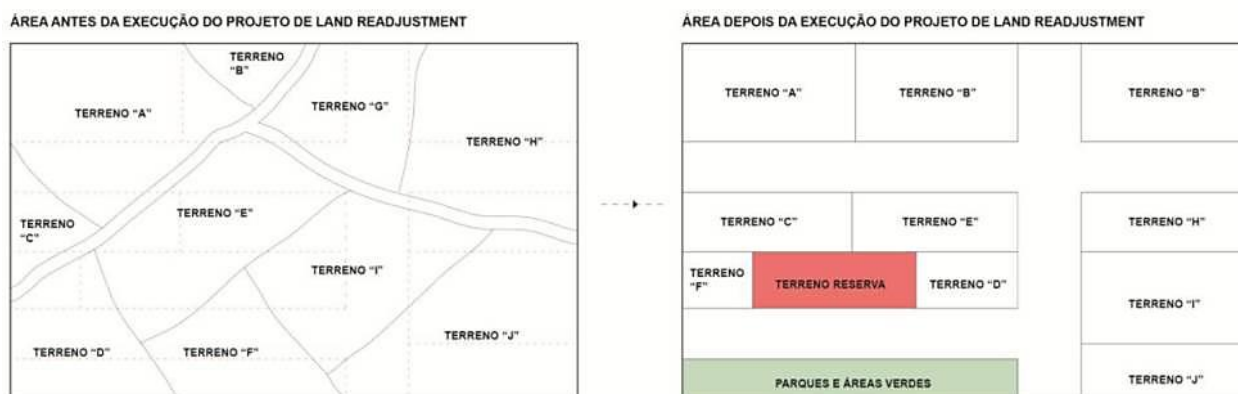 ÁREA ANTES DA EXECUÇÃO DO PROJETO DE LAND READJUSTMENT
TERRENO
"B"
TERRENO "A"
TERRENO "G"
TERRENO "H"
TERRENO
"C"
TERRENO "E"
TERRENO "I"
TERRENO "J"
TERRENO "D"
TERRENO "F"
ÁREA DEPOIS DA EXECUÇÃO DO PROJETO DE LAND READJUSTMENT
TERRENO "A"
TERRENO "B"
TERRENO "B"
TERRENO "C"
TERRENO "E"
TERRENO "H"
TERRENO
"F"
TERRENO RESERVA
TERRENO "D"
TERRENO "I"
PARQUES E ÁREAS VERDES
TERRENO "J"